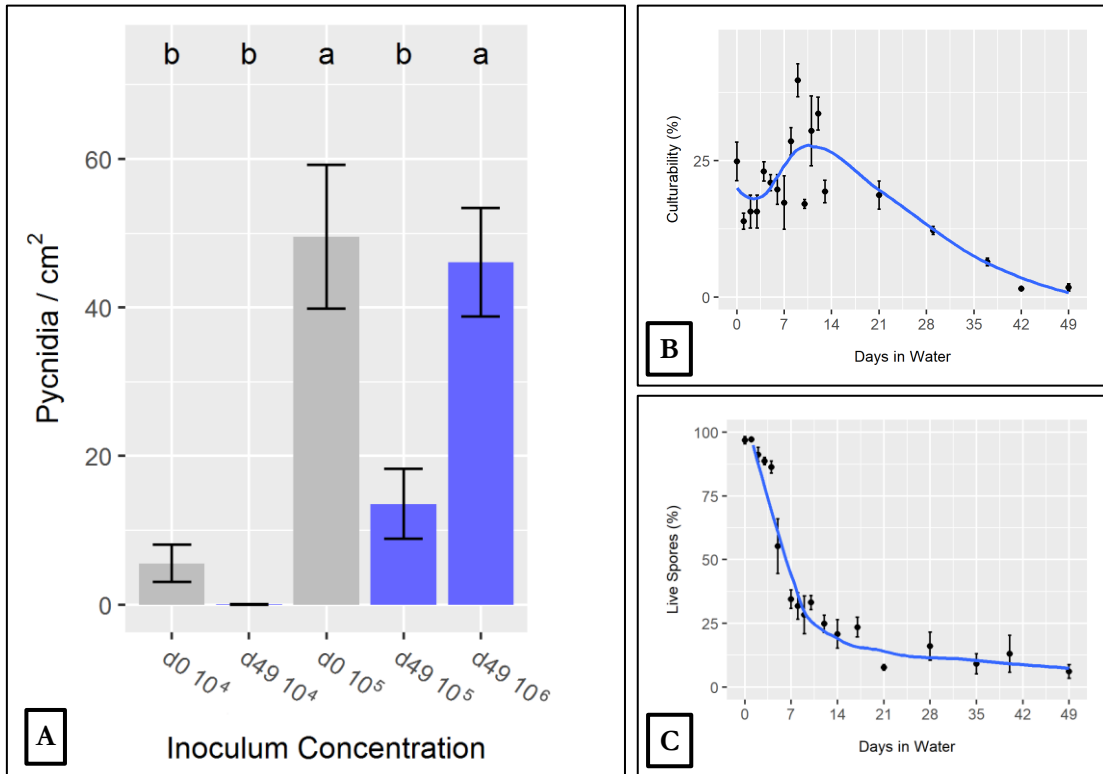 b b a b a
60
40
20
0
Pycnidia / cm²
d0 10⁴ d49 10⁴ d0 10⁵ d49 10⁵ d49 10⁶
Inoculum Concentration
A
25
0
Culturability (%)
0 7 14 21 28 35 42 49
Days in Water
B
100
75
50
25
0
Live Spores (%)
0 7 14 21 28 35 42 49
Days in Water
C